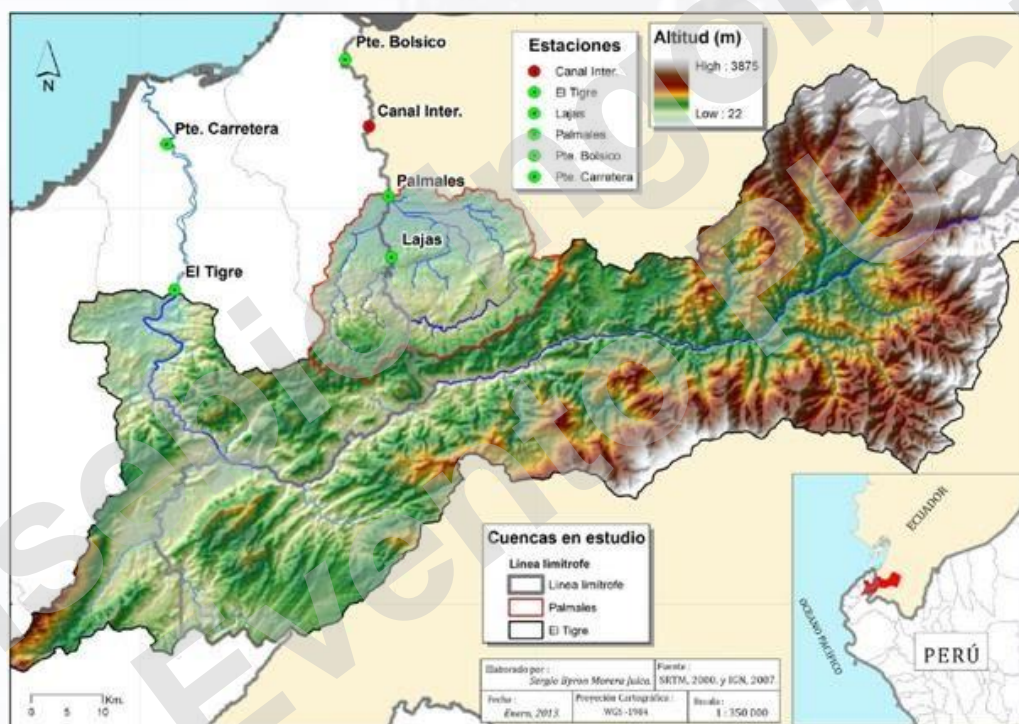 Pte. Bolsico
Canal Inter.
Pte. Carretera
Palmales
Lajas
El Tigre
N
Estaciones
Canal Inter.
El Tigre
Lajas
Palmales
Pte. Bolsico
Pte. Carretera
Altitud (m)
High : 3875
Low : 22
Cuencas en estudio
Linea limitrofe
Linea limitrofe
Palmales
El Tigre
ECUADOR
OCEANO PACIFICO
PERÚ
Elaborado por :
Sergio Byron Morera Julca.
Fuente :
SRTM, 2000. y IGN, 2007
Fecha :
Enero, 2013
Proyección Cartográfica :
WGS -1984
Escala :
1 : 350 000
Km.
0 5 10